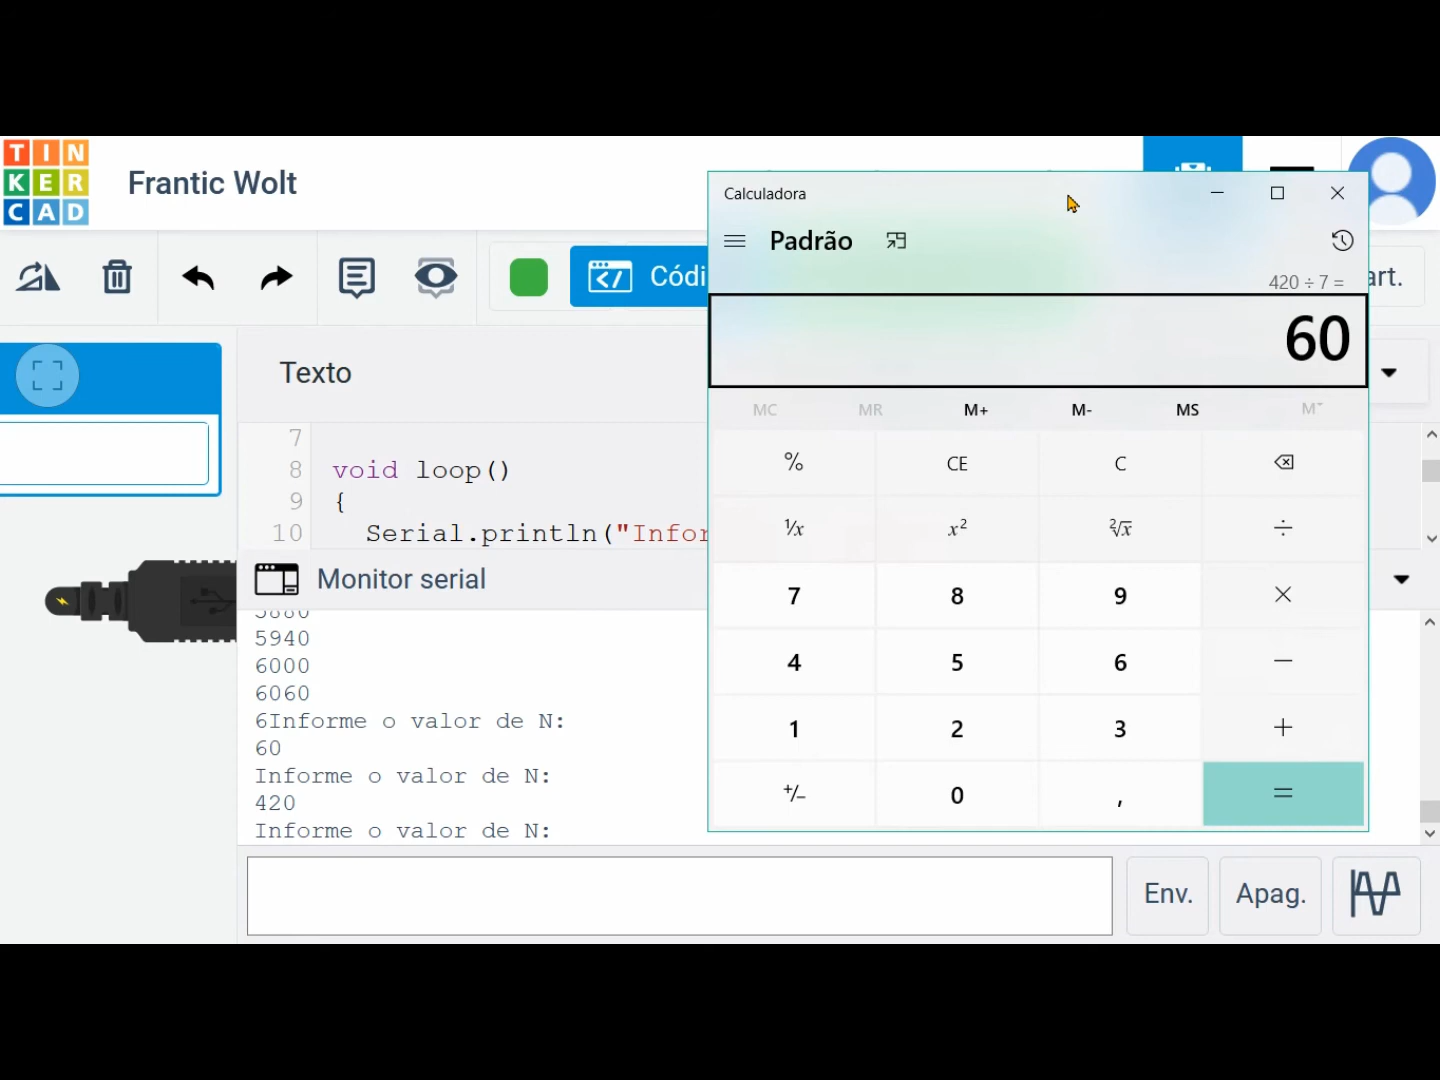 TIN
KER
CAD
Frantic Wolt
Códi
art.
Texto
7
8 void loop()
9 {
10 Serial.println("Infor
Monitor serial
5880
5940
6000
6060
6Informe o valor de N:
60
Informe o valor de N:
420
Informe o valor de N:
Env.
Apag.
Calculadora
Padrão
420 ÷ 7 =
60
MC MR M+ M- MS M˅
% CE C
⅟x x² ²√x ÷
7 8 9 ×
4 5 6 −
1 2 3 +
+/− 0 , =